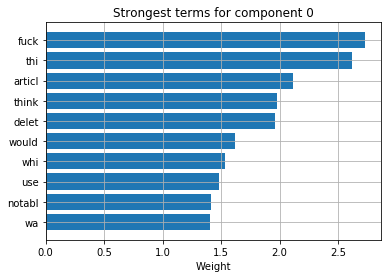 Strongest terms for component 0
fuck
thi
articl
think
delet
would
whi
use
notabl
wa
0.0 0.5 1.0 1.5 2.0 2.5
Weight